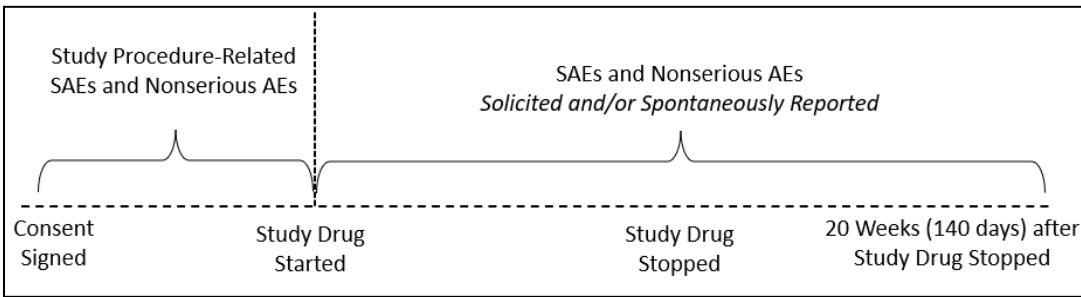 Study Procedure-Related
SAEs and Nonserious AEs
SAEs and Nonserious AEs
Solicited and/or Spontaneously Reported
Consent
Signed
Study Drug
Started
Study Drug
Stopped
20 Weeks (140 days) after
Study Drug Stopped